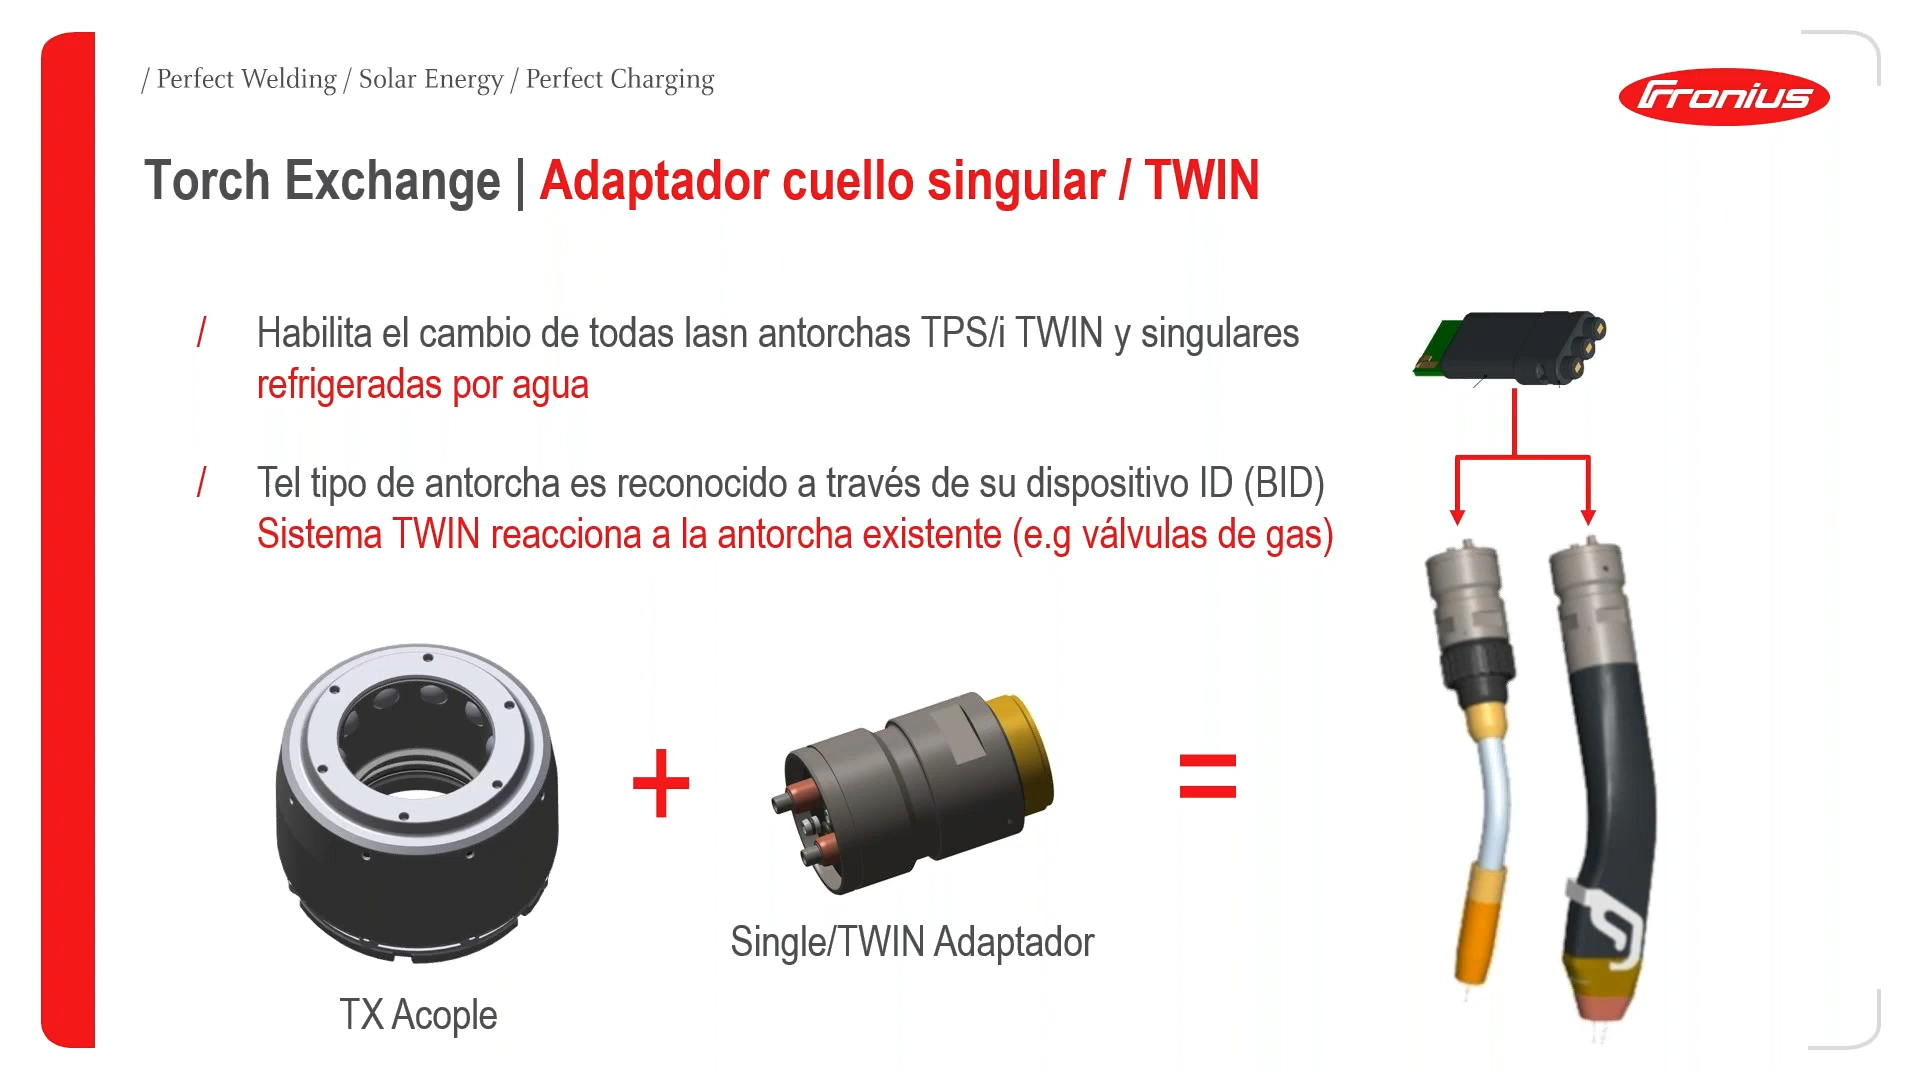 / Perfect Welding / Solar Energy / Perfect Charging
Fronius
Torch Exchange | Adaptador cuello singular / TWIN
/ Habilita el cambio de todas lasn antorchas TPS/i TWIN y singulares
refrigeradas por agua
/ Tel tipo de antorcha es reconocido a través de su dispositivo ID (BID)
Sistema TWIN reacciona a la antorcha existente (e.g válvulas de gas)
+
=
Single/TWIN Adaptador
TX Acople